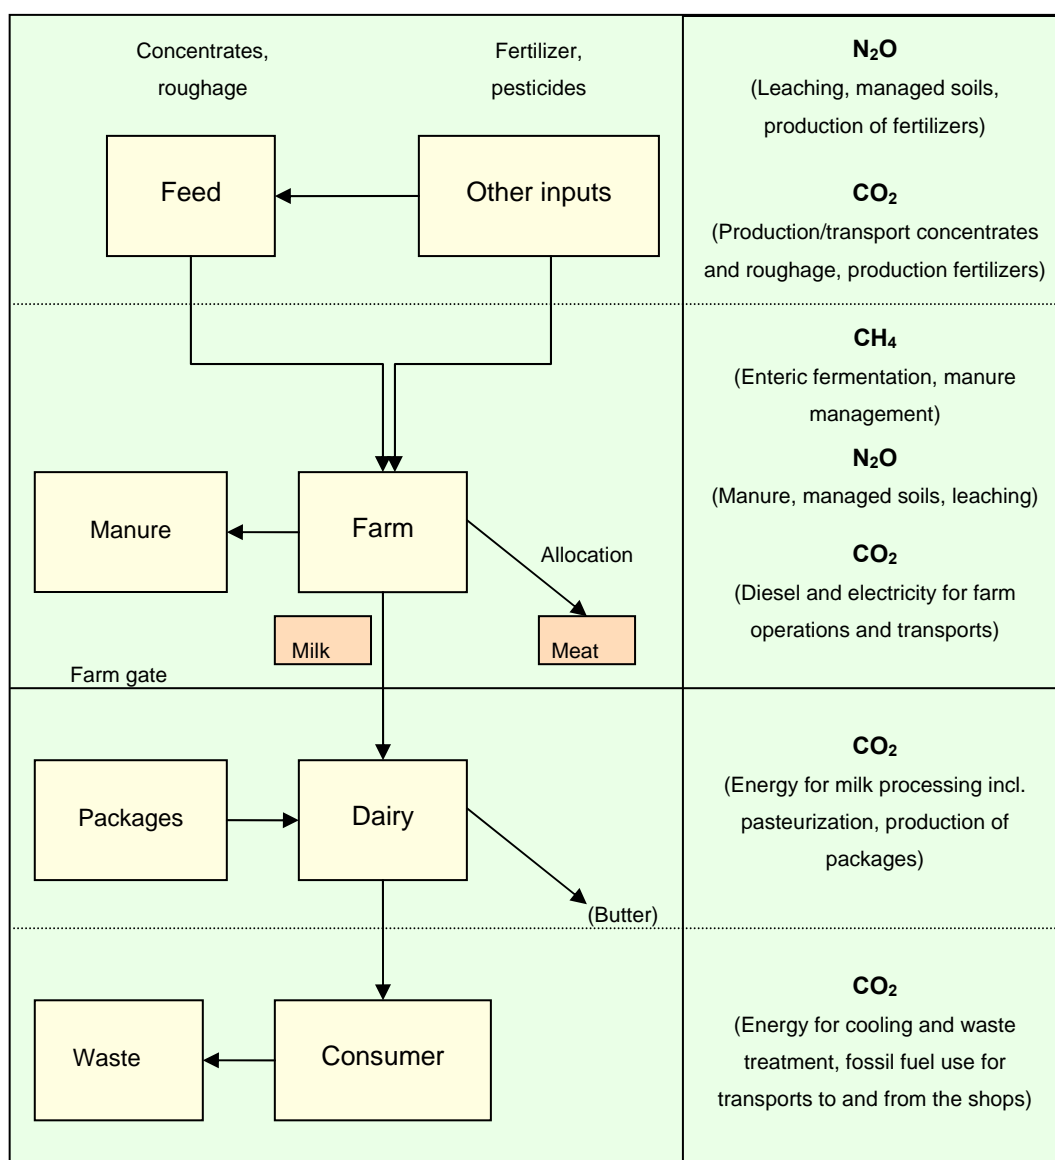 Concentrates,
roughage
Fertilizer,
pesticides
Feed
Other inputs
N₂O
(Leaching, managed soils,
production of fertilizers)
CO₂
(Production/transport concentrates
and roughage, production fertilizers)
CH₄
(Enteric fermentation, manure
management)
N₂O
(Manure, managed soils, leaching)
CO₂
(Diesel and electricity for farm
operations and transports)
Manure
Farm
Allocation
Milk
Meat
Farm gate
Packages
Dairy
(Butter)
CO₂
(Energy for milk processing incl.
pasteurization, production of
packages)
Waste
Consumer
CO₂
(Energy for cooling and waste
treatment, fossil fuel use for
transports to and from the shops)